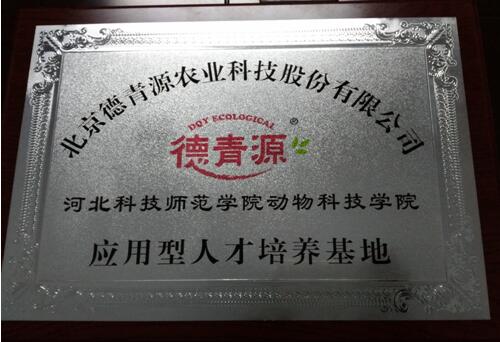 北京德青源农业科技股份有限公司
DQY ECOLOGICAL
®
德青源
河北科技师范学院动物科技学院
应用型人才培养基地